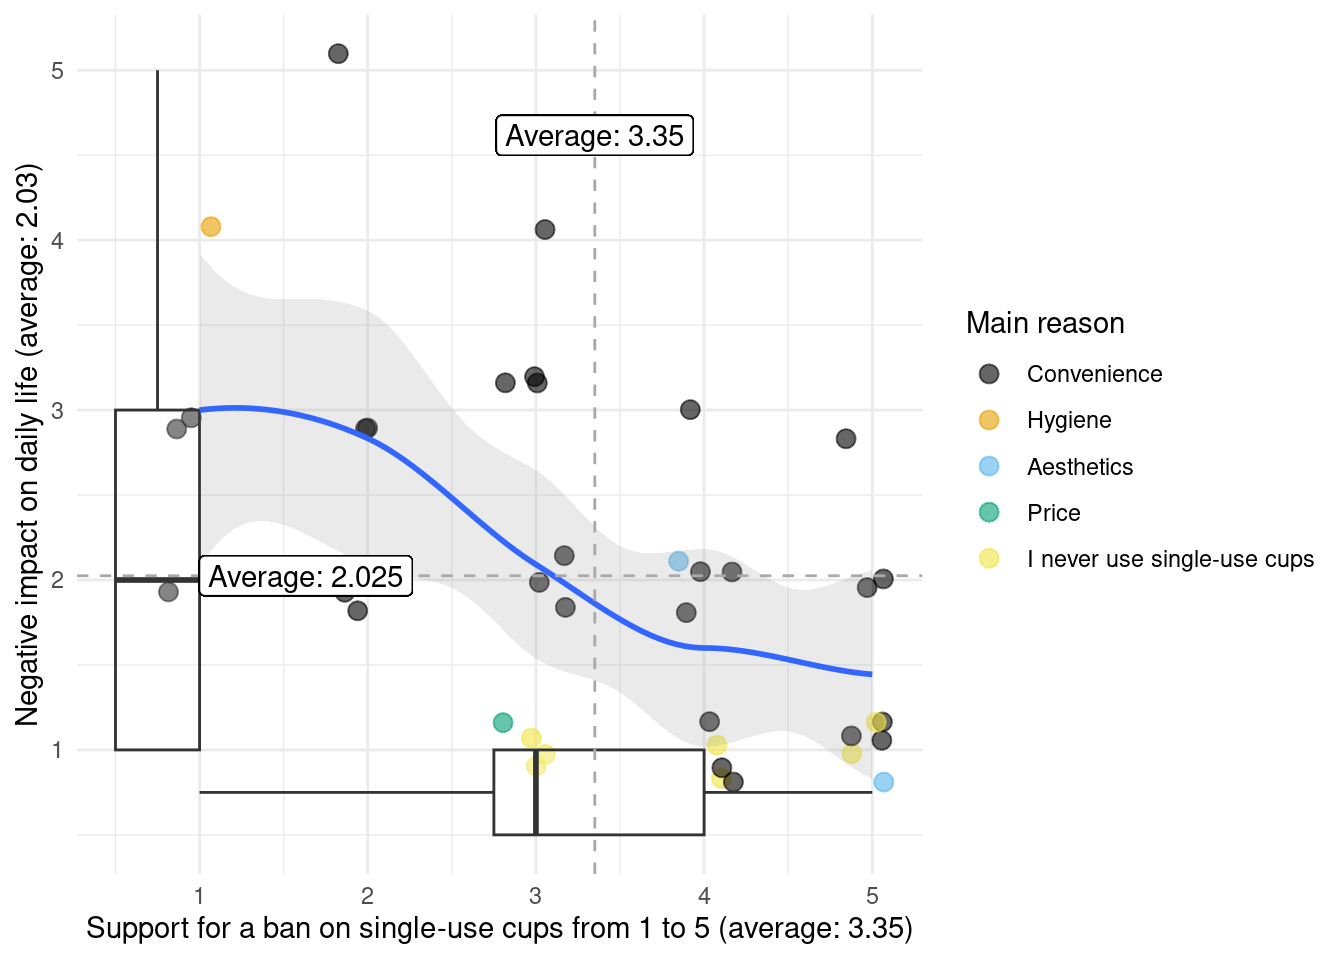 5
4
3
2
1
Negative impact on daily life (average: 2.03)
Average: 3.35
Average: 2.025
1 2 3 4 5
Support for a ban on single-use cups from 1 to 5 (average: 3.35)
Main reason
Convenience
Hygiene
Aesthetics
Price
I never use single-use cups